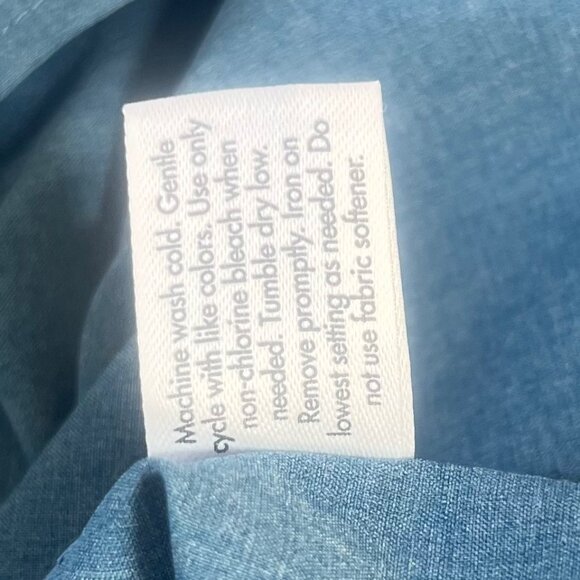 Machine wash cold. Gentle
cycle with like colors. Use only
non-chlorine bleach when
needed. Tumble dry low.
Remove promptly. Iron on
lowest setting as needed. Do
not use fabric softener.